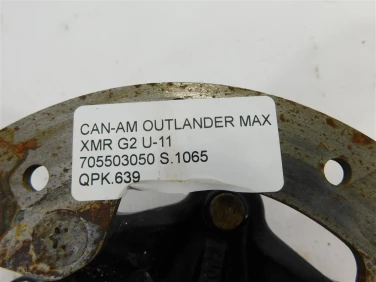 CAN-AM OUTLANDER MAX
XMR G2 U-11
705503050 S.1065
QPK.639